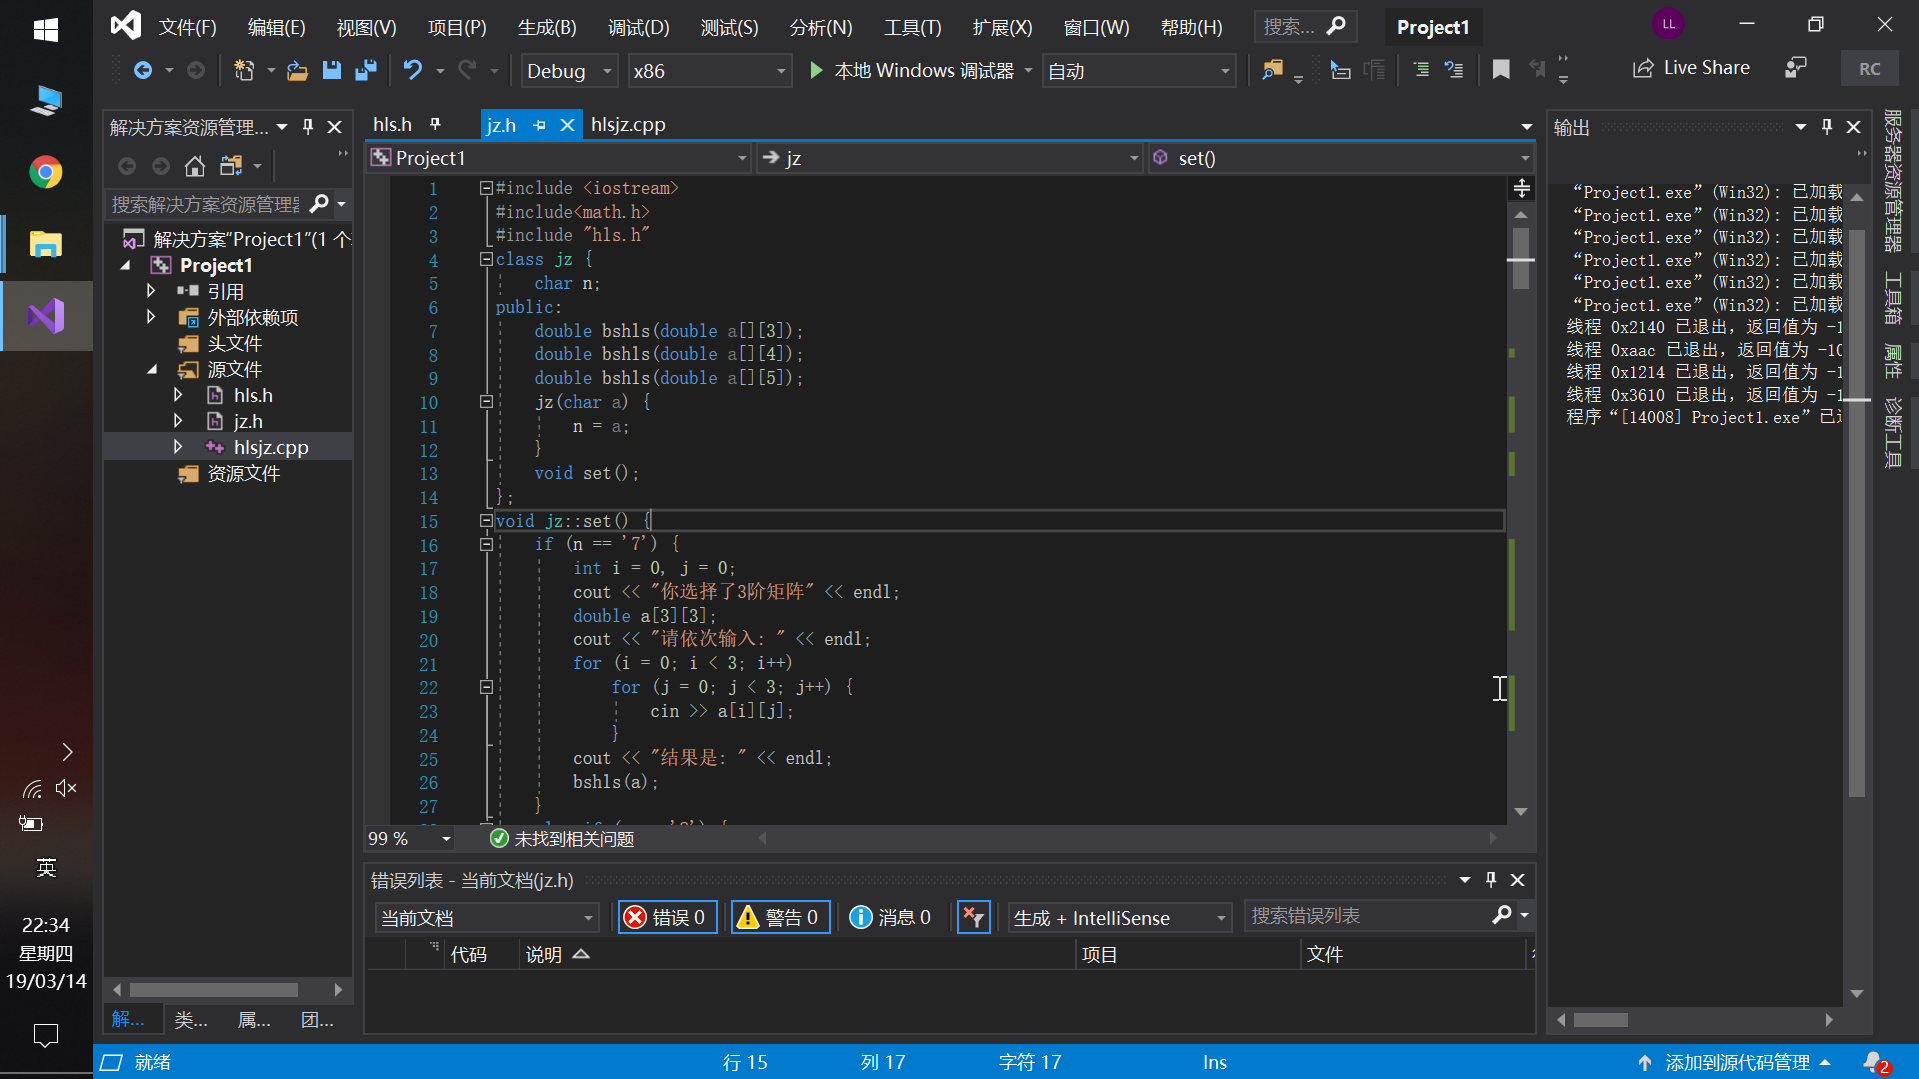 文件(F) 编辑(E) 视图(V) 项目(P) 生成(B) 调试(D) 测试(S) 分析(N) 工具(T) 扩展(X) 窗口(W) 帮助(H) 搜索... Project1 LL
Debug x86 本地 Windows 调试器 自动 Live Share RC
解决方案资源管理...
搜索解决方案资源管理器
解决方案"Project1"(1 个
Project1
引用
外部依赖项
头文件
源文件
hls.h
jz.h
hlsjz.cpp
资源文件
解... 类... 属... 团...
hls.h jz.h hlsjz.cpp
Project1 jz set()
1 #include <iostream>
2 #include<math.h>
3 #include "hls.h"
4 class jz {
5 char n;
6 public:
7 double bshls(double a[][3]);
8 double bshls(double a[][4]);
9 double bshls(double a[][5]);
10 jz(char a) {
11 n = a;
12 }
13 void set();
14 };
15 void jz::set() {
16 if (n == '7') {
17 int i = 0, j = 0;
18 cout << "你选择了3阶矩阵" << endl;
19 double a[3][3];
20 cout << "请依次输入: " << endl;
21 for (i = 0; i < 3; i++)
22 for (j = 0; j < 3; j++) {
23 cin >> a[i][j];
24 }
25 cout << "结果是: " << endl;
26 bshls(a);
27 }
99 % 未找到相关问题
错误列表 - 当前文档(jz.h)
当前文档 错误 0 警告 0 消息 0 生成 + IntelliSense 搜索错误列表
代码 说明 项目 文件
输出
“Project1.exe”(Win32): 已加载
“Project1.exe”(Win32): 已加载
“Project1.exe”(Win32): 已加载
“Project1.exe”(Win32): 已加载
“Project1.exe”(Win32): 已加载
“Project1.exe”(Win32): 已加载
线程 0x2140 已退出，返回值为 -1
线程 0xaac 已退出，返回值为 -10
线程 0x1214 已退出，返回值为 -1
线程 0x3610 已退出，返回值为 -1
程序“[14008] Project1.exe”已
服务器资源管理器
工具箱
属性
诊断工具
英
22:34
星期四
19/03/14
就绪 行 15 列 17 字符 17 Ins 添加到源代码管理 2